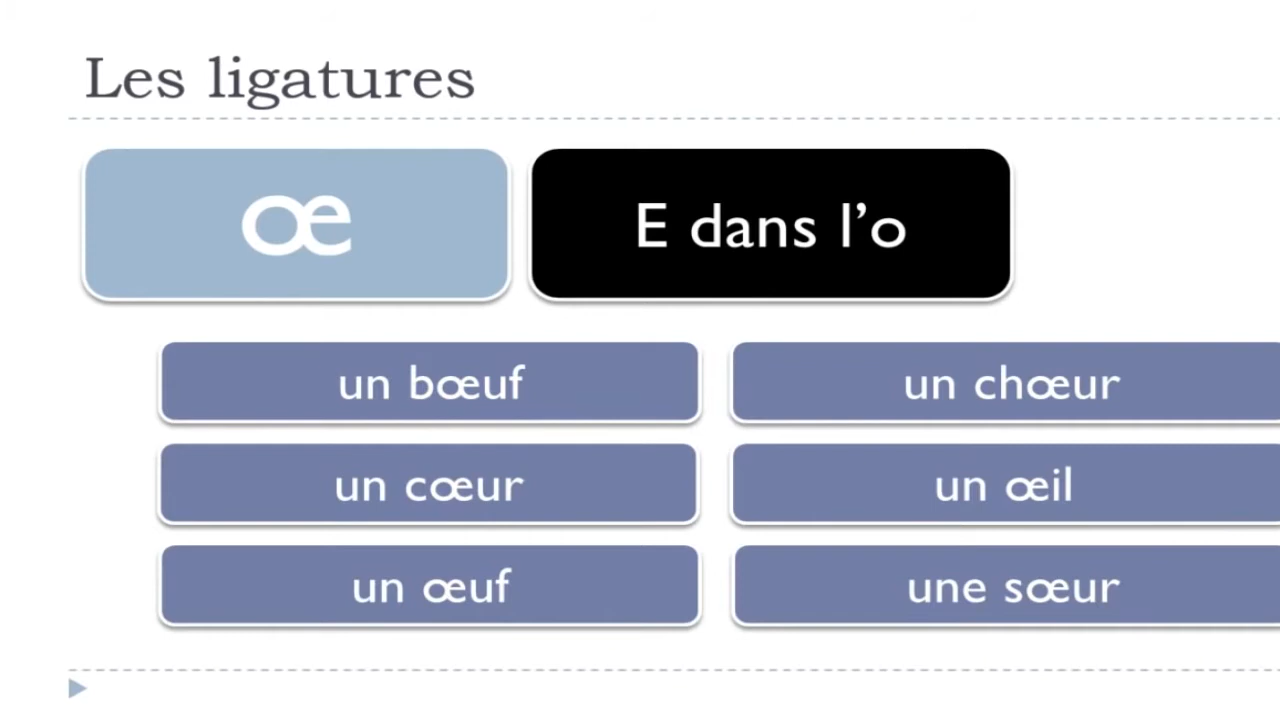 Les ligatures
œ
E dans l’o
un bœuf
un chœur
un cœur
un œil
un œuf
une sœur